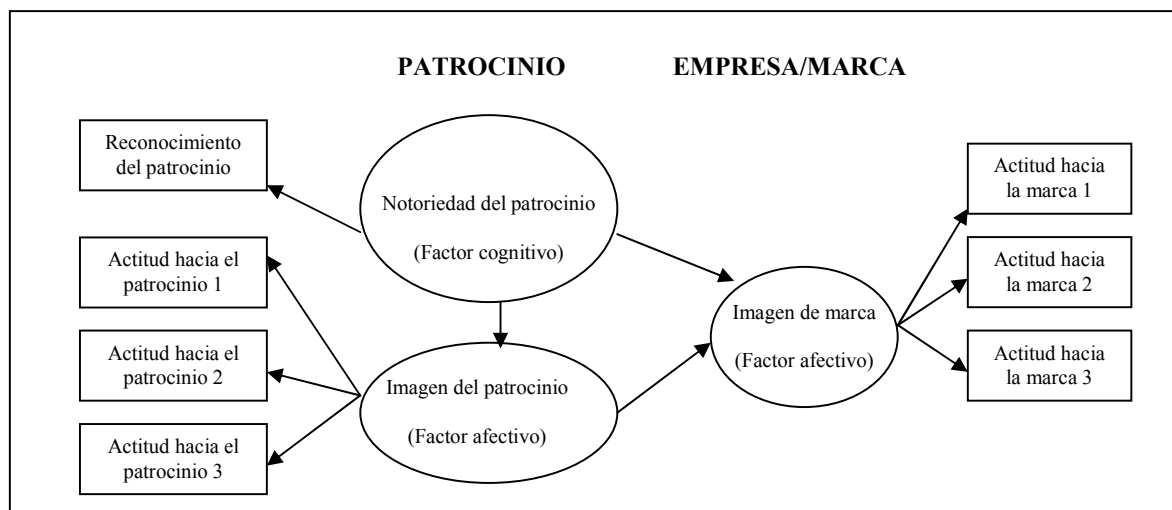 PATROCINIO
EMPRESA/MARCA
Reconocimiento
del patrocinio
Actitud hacia el
patrocinio 1
Actitud hacia el
patrocinio 2
Actitud hacia el
patrocinio 3
Notoriedad del patrocinio
(Factor cognitivo)
Imagen del patrocinio
(Factor afectivo)
Imagen de marca
(Factor afectivo)
Actitud hacia
la marca 1
Actitud hacia
la marca 2
Actitud hacia
la marca 3